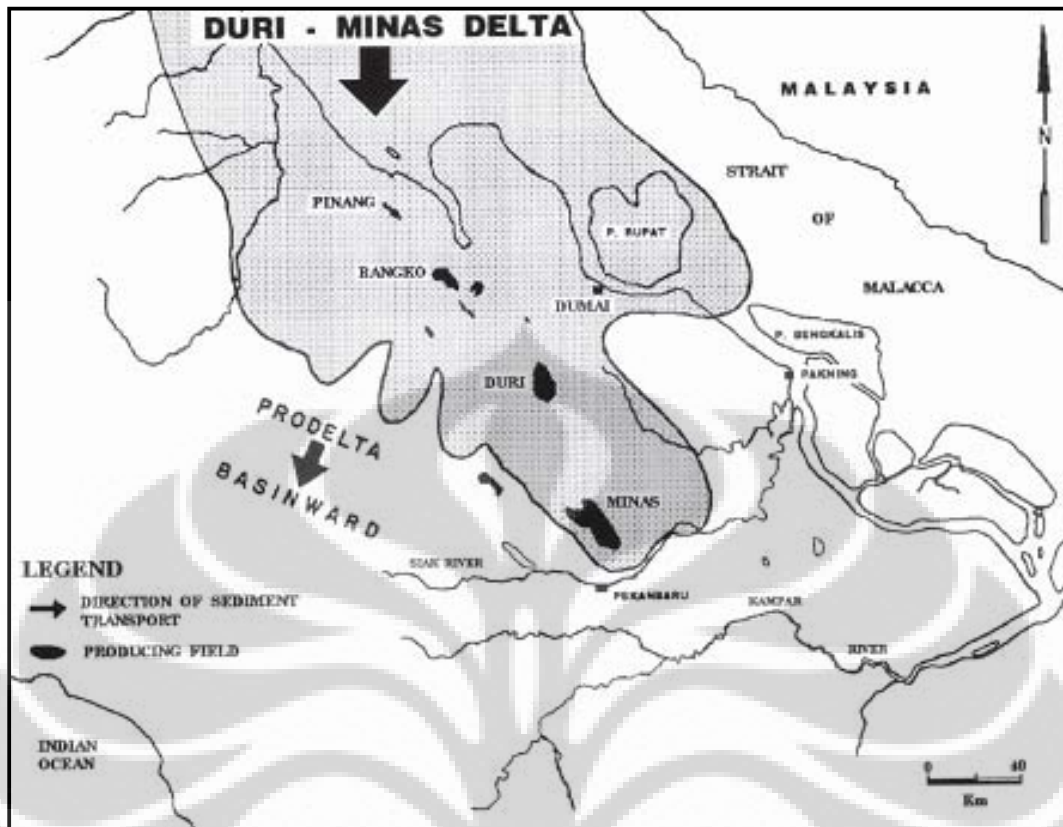 DURI - MINAS DELTA
MALAYSIA
N
STRAIT
OF
MALACCA
PINANG
P. RUPAT
BANGKO
DUMAI
P. BENGKALIS
PAKNING
DURI
PRODELTA
BASINWARD
MINAS
SIAK RIVER
PEKANBARU
KAMPAR
RIVER
LEGEND
DIRECTION OF SEDIMENT
TRANSPORT
PRODUCING FIELD
INDIAN
OCEAN
0 40
Km